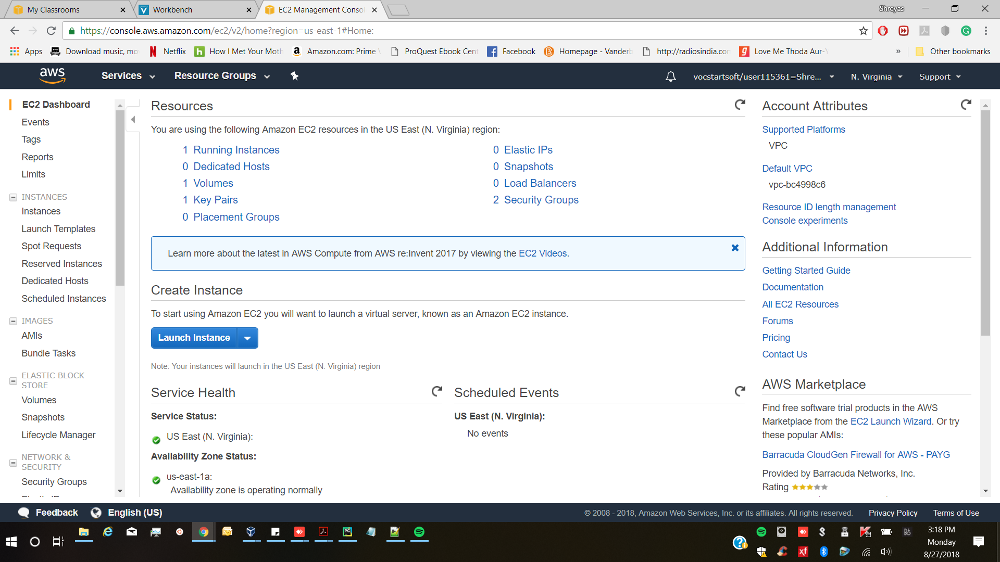 My Classrooms
Workbench
EC2 Management Consol
Shreyas
https://console.aws.amazon.com/ec2/v2/home?region=us-east-1#Home:
Apps
Download music, mo
Netflix
How I Met Your Moth
Amazon.com: Prime
ProQuest Ebook Cent
Facebook
Homepage - Vanderb
http://radiosindia.com
Love Me Thoda Aur-
Other bookmarks
aws
Services
Resource Groups
vocstartsoft/user115361=Shre...
N. Virginia
Support
EC2 Dashboard
Events
Tags
Reports
Limits
INSTANCES
Instances
Launch Templates
Spot Requests
Reserved Instances
Dedicated Hosts
Scheduled Instances
IMAGES
AMIs
Bundle Tasks
ELASTIC BLOCK
STORE
Volumes
Snapshots
Lifecycle Manager
NETWORK &
SECURITY
Security Groups
Resources
You are using the following Amazon EC2 resources in the US East (N. Virginia) region:
1 Running Instances
0 Dedicated Hosts
1 Volumes
1 Key Pairs
0 Placement Groups
0 Elastic IPs
0 Snapshots
0 Load Balancers
2 Security Groups
Learn more about the latest in AWS Compute from AWS re:Invent 2017 by viewing the EC2 Videos.
Create Instance
To start using Amazon EC2 you will want to launch a virtual server, known as an Amazon EC2 instance.
Launch Instance
Note: Your instances will launch in the US East (N. Virginia) region
Service Health
Service Status:
US East (N. Virginia):
Availability Zone Status:
us-east-1a:
Availability zone is operating normally
Scheduled Events
US East (N. Virginia):
No events
Account Attributes
Supported Platforms
VPC
Default VPC
vpc-bc4998c6
Resource ID length management
Console experiments
Additional Information
Getting Started Guide
Documentation
All EC2 Resources
Forums
Pricing
Contact Us
AWS Marketplace
Find free software trial products in the AWS
Marketplace from the EC2 Launch Wizard. Or try
these popular AMIs:
Barracuda CloudGen Firewall for AWS - PAYG
Provided by Barracuda Networks, Inc.
Rating
Feedback
English (US)
© 2008 - 2018, Amazon Web Services, Inc. or its affiliates. All rights reserved.
Privacy Policy
Terms of Use
3:18 PM
Monday
8/27/2018